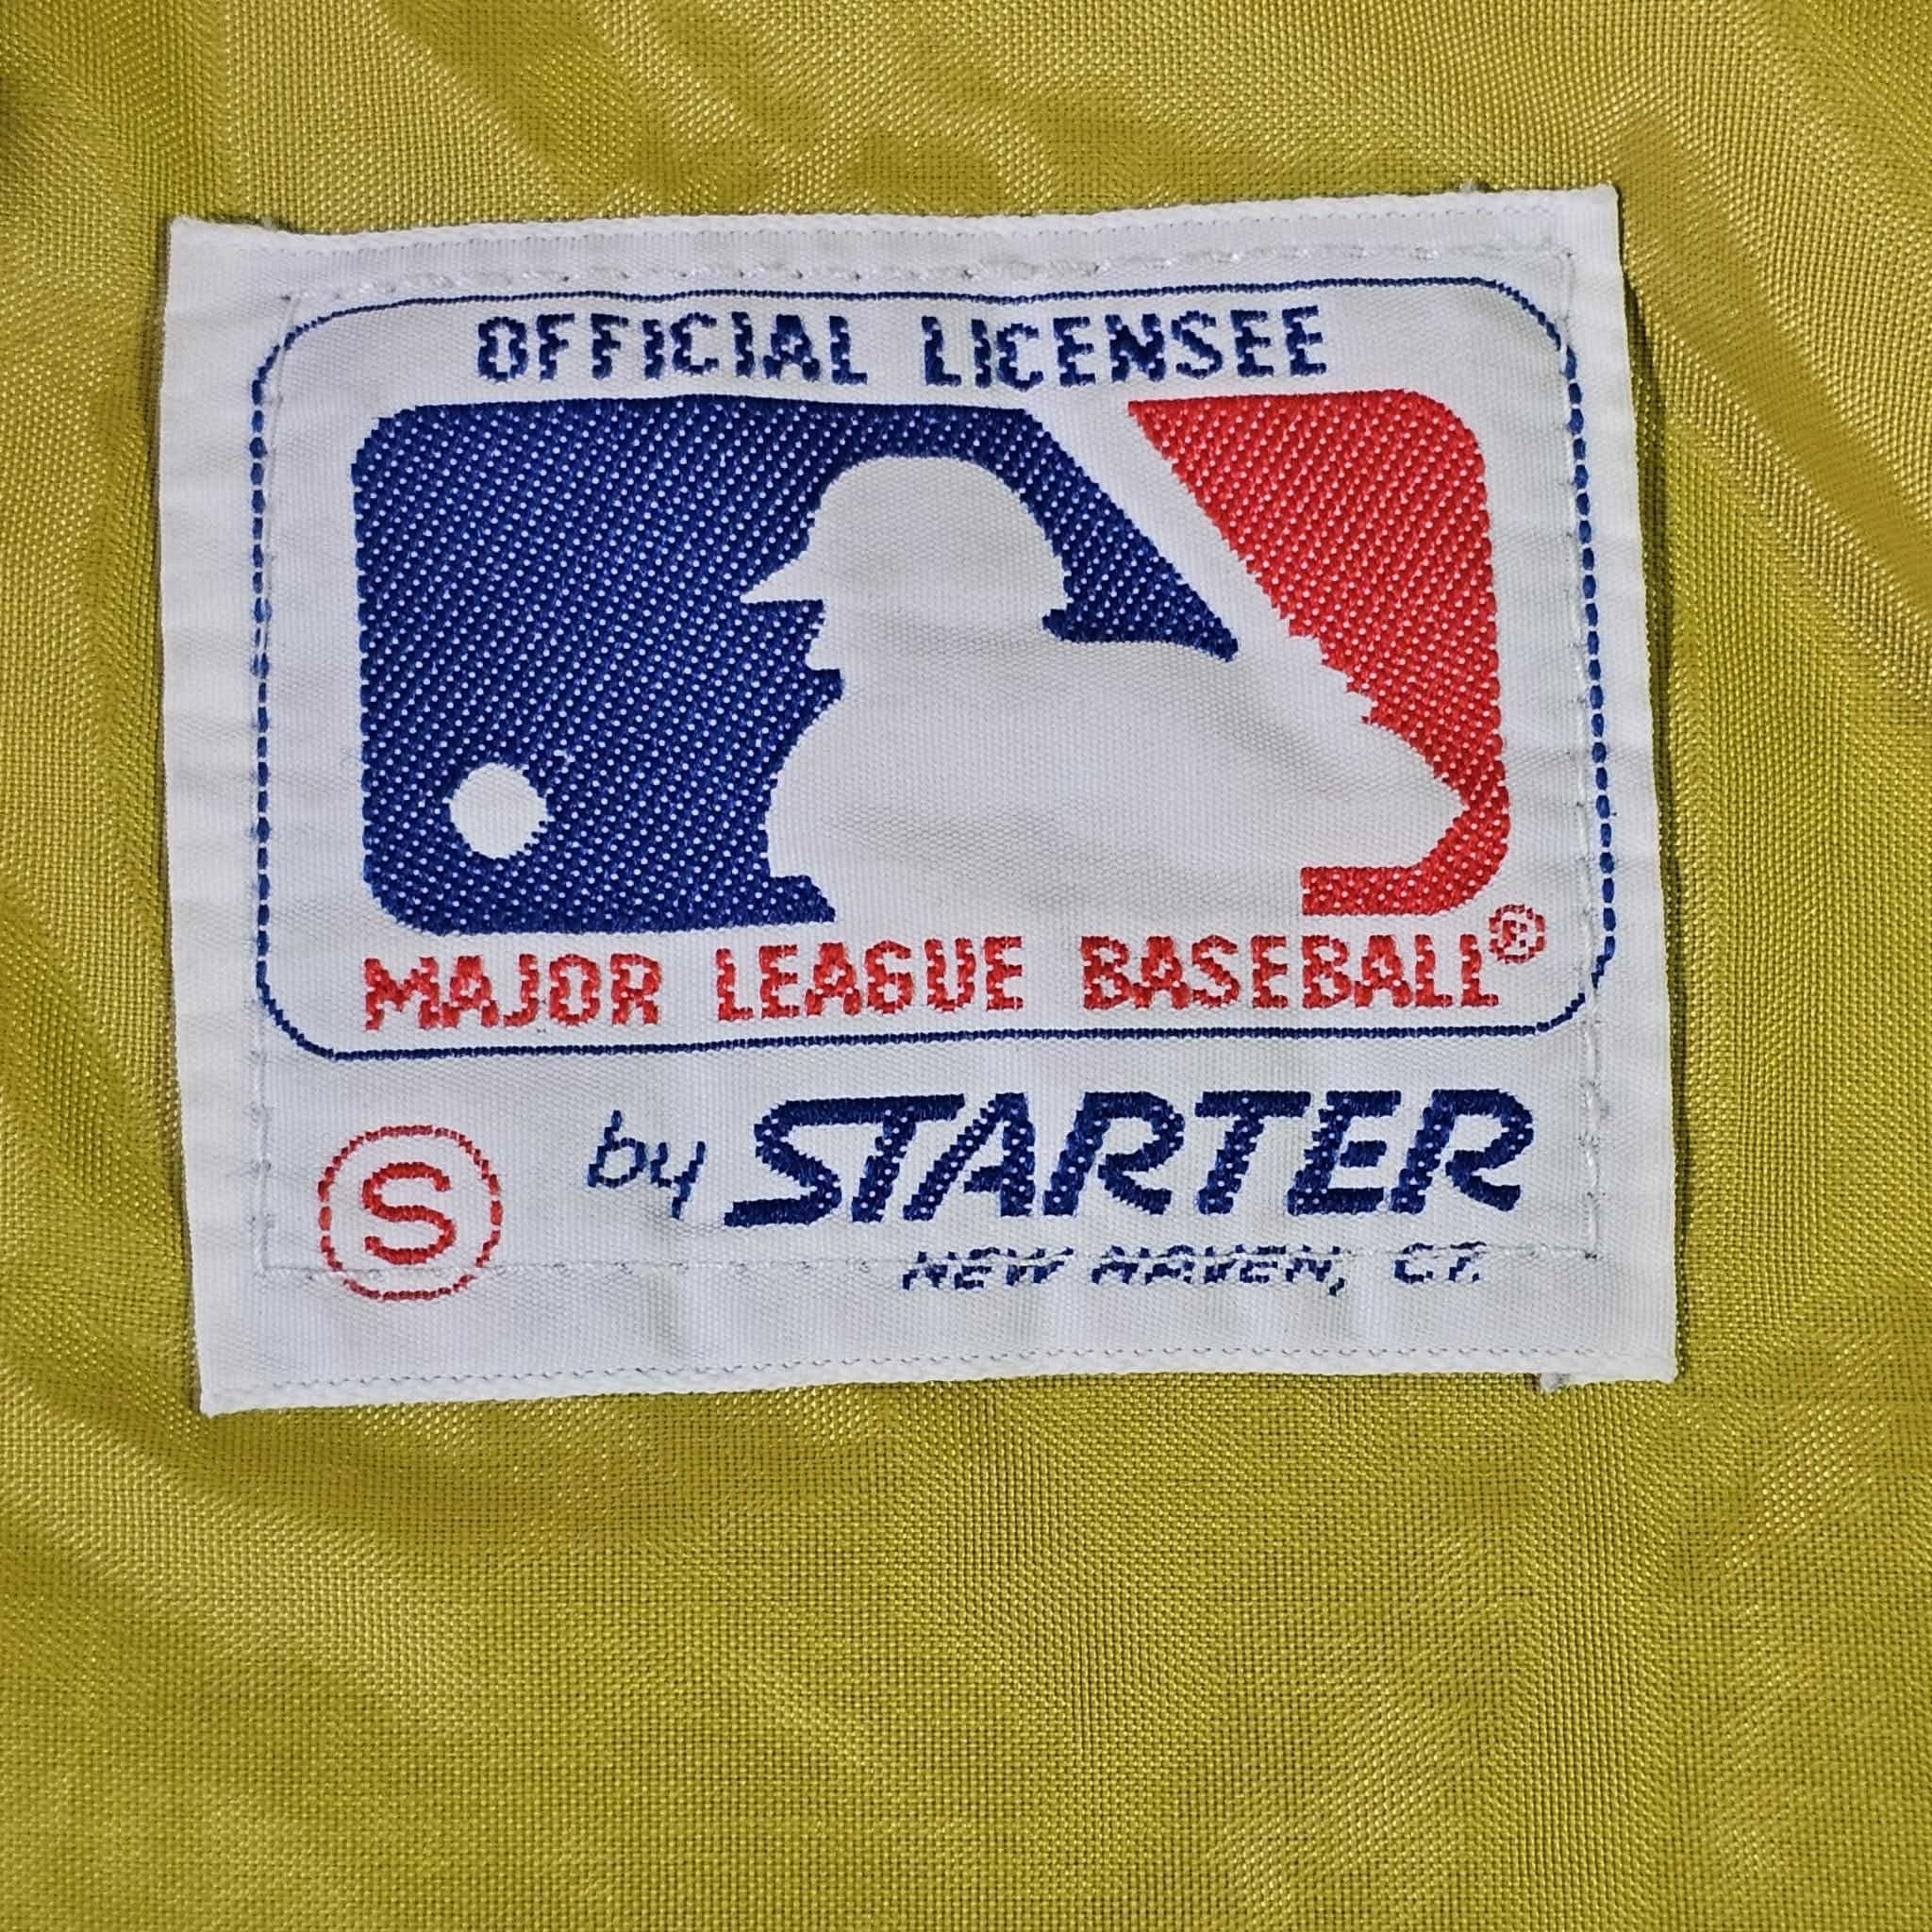 OFFICIAL LICENSEE
MAJOR LEAGUE BASEBALL®
S by STARTER
NEW HAVEN, CT.